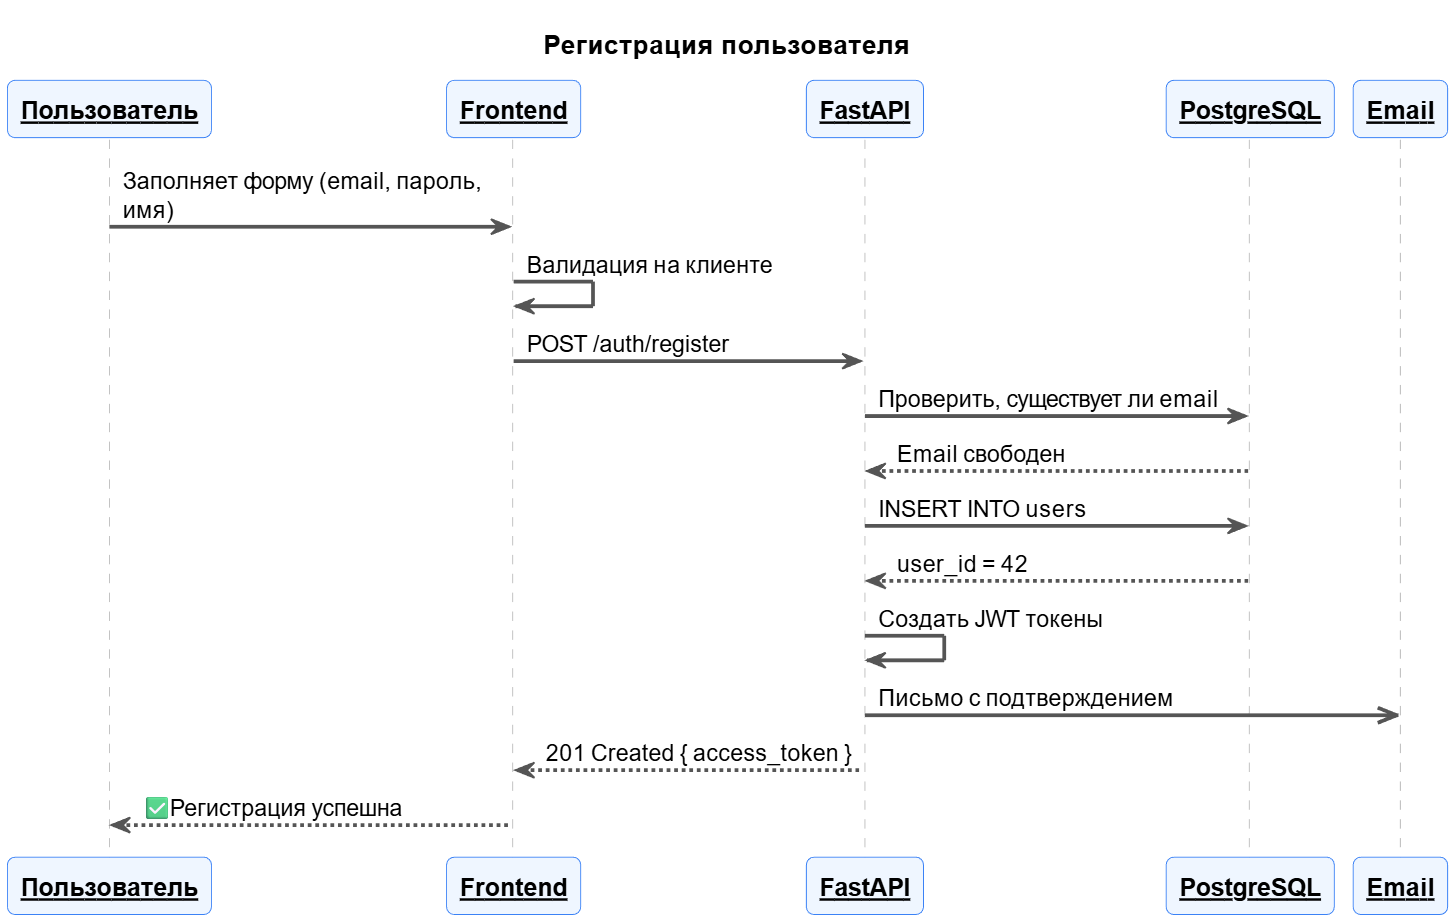 Регистрация пользователя
Пользователь
Frontend
FastAPI
PostgreSQL
Email
Заполняет форму (email, пароль,
имя)
Валидация на клиенте
POST /auth/register
Проверить, существует ли email
Email свободен
INSERT INTO users
user_id = 42
Создать JWT токены
Письмо с подтверждением
201 Created { access_token }
✅Регистрация успешна
Пользователь
Frontend
FastAPI
PostgreSQL
Email